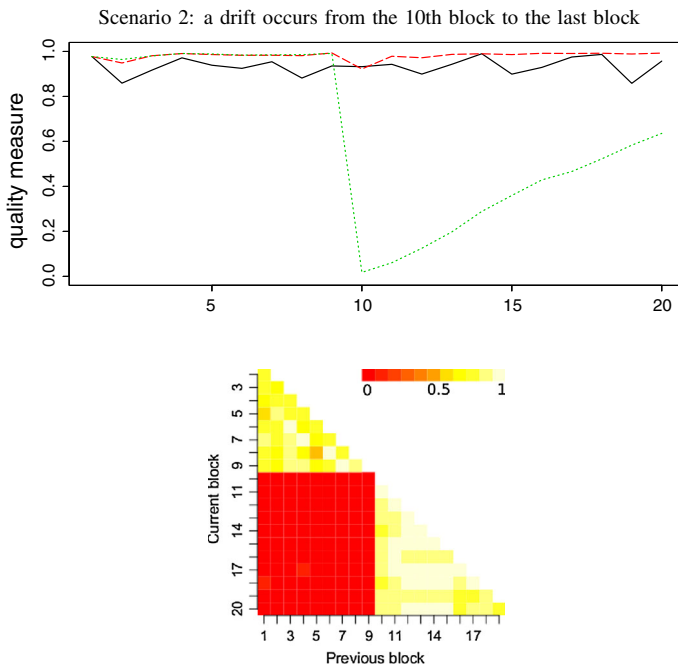 Scenario 2: a drift occurs from the 10th block to the last block
quality measure
1.0
0.8
0.6
0.4
0.2
0.0
5 10 15 20
0 0.5 1
Current block
3
5
7
9
11
14
17
20
1 3 5 7 9 11 14 17
Previous block